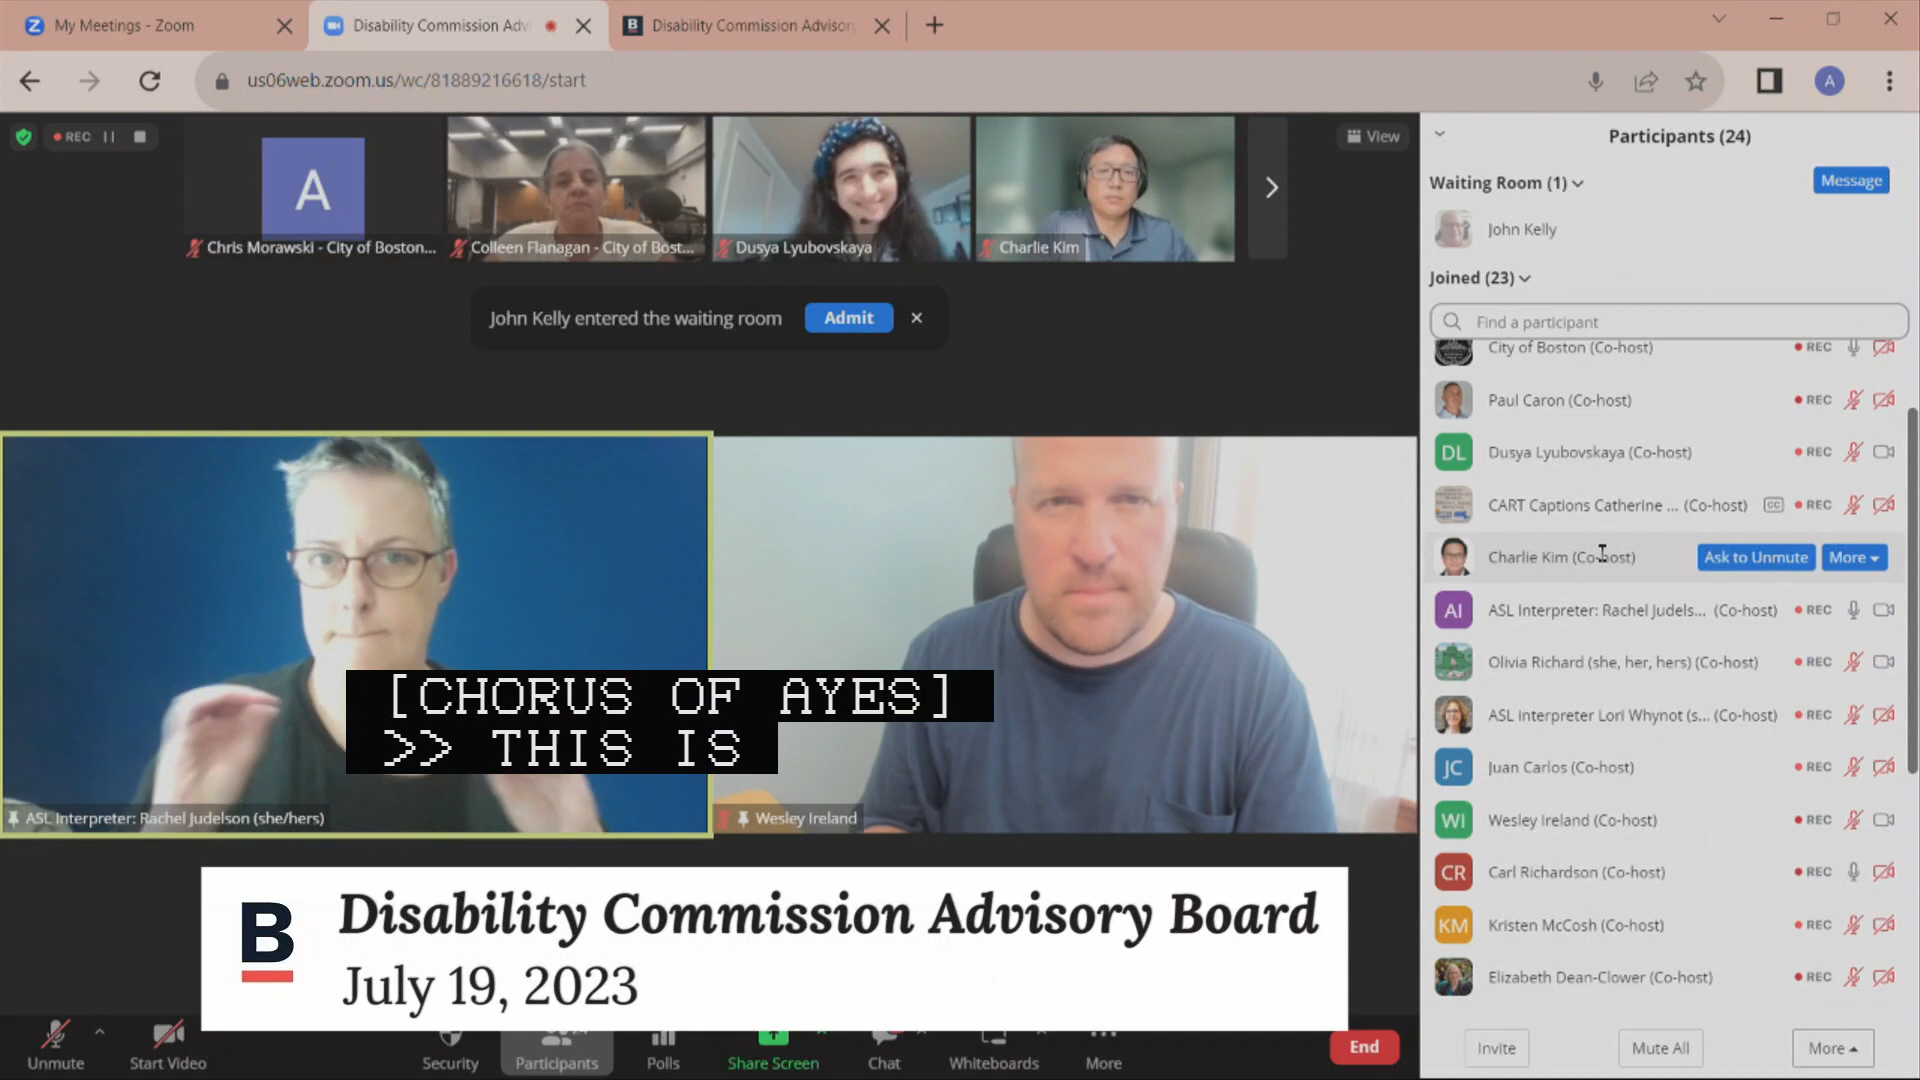 My Meetings - Zoom
Disability Commission Adv
Disability Commission Advisor
us06web.zoom.us/wc/81889216618/start
A
REC
A
Chris Morawski - City of Boston...
Colleen Flanagan - City of Bost...
Dusya Lyubovskaya
Charlie Kim
View
John Kelly entered the waiting room
Admit
[CHORUS OF AYES]
>> THIS IS
ASL Interpreter: Rachel Judelson (she/hers)
Wesley Ireland
B
Disability Commission Advisory Board
July 19, 2023
Unmute
Start Video
Security
Participants
Polls
Share Screen
Chat
Whiteboards
More
End
Participants (24)
Waiting Room (1)
Message
John Kelly
Joined (23)
Find a participant
City of Boston (Co-host) REC
Paul Caron (Co-host) REC
DL Dusya Lyubovskaya (Co-host) REC
CART Captions Catherine ... (Co-host) CC REC
Charlie Kim (Co-host) Ask to Unmute More
AI ASL Interpreter: Rachel Judels... (Co-host) REC
Olivia Richard (she, her, hers) (Co-host) REC
ASL Interpreter Lori Whynot (s... (Co-host) REC
JC Juan Carlos (Co-host) REC
WI Wesley Ireland (Co-host) REC
CR Carl Richardson (Co-host) REC
KM Kristen McCosh (Co-host) REC
Elizabeth Dean-Clower (Co-host) REC
Invite
Mute All
More